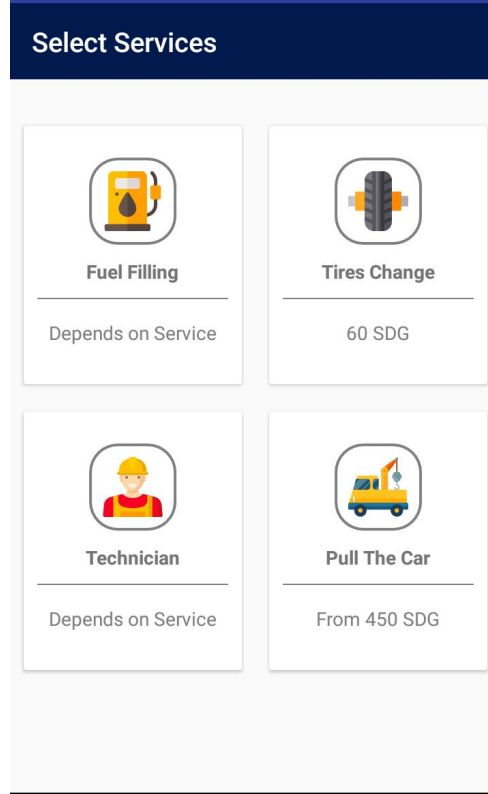 Select Services
Fuel Filling
Depends on Service
Tires Change
60 SDG
Technician
Depends on Service
Pull The Car
From 450 SDG